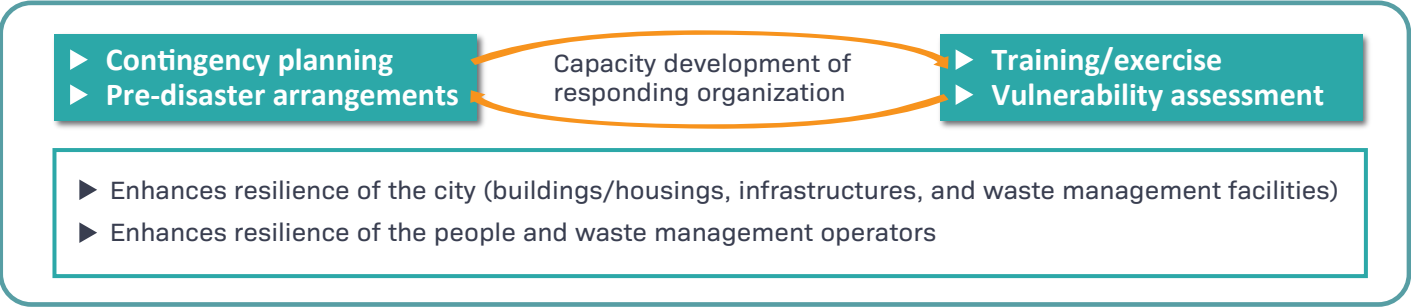 ▶ Contingency planning
▶ Pre-disaster arrangements
Capacity development of
responding organization
▶ Training/exercise
▶ Vulnerability assessment
▶ Enhances resilience of the city (buildings/housings, infrastructures, and waste management facilities)
▶ Enhances resilience of the people and waste management operators